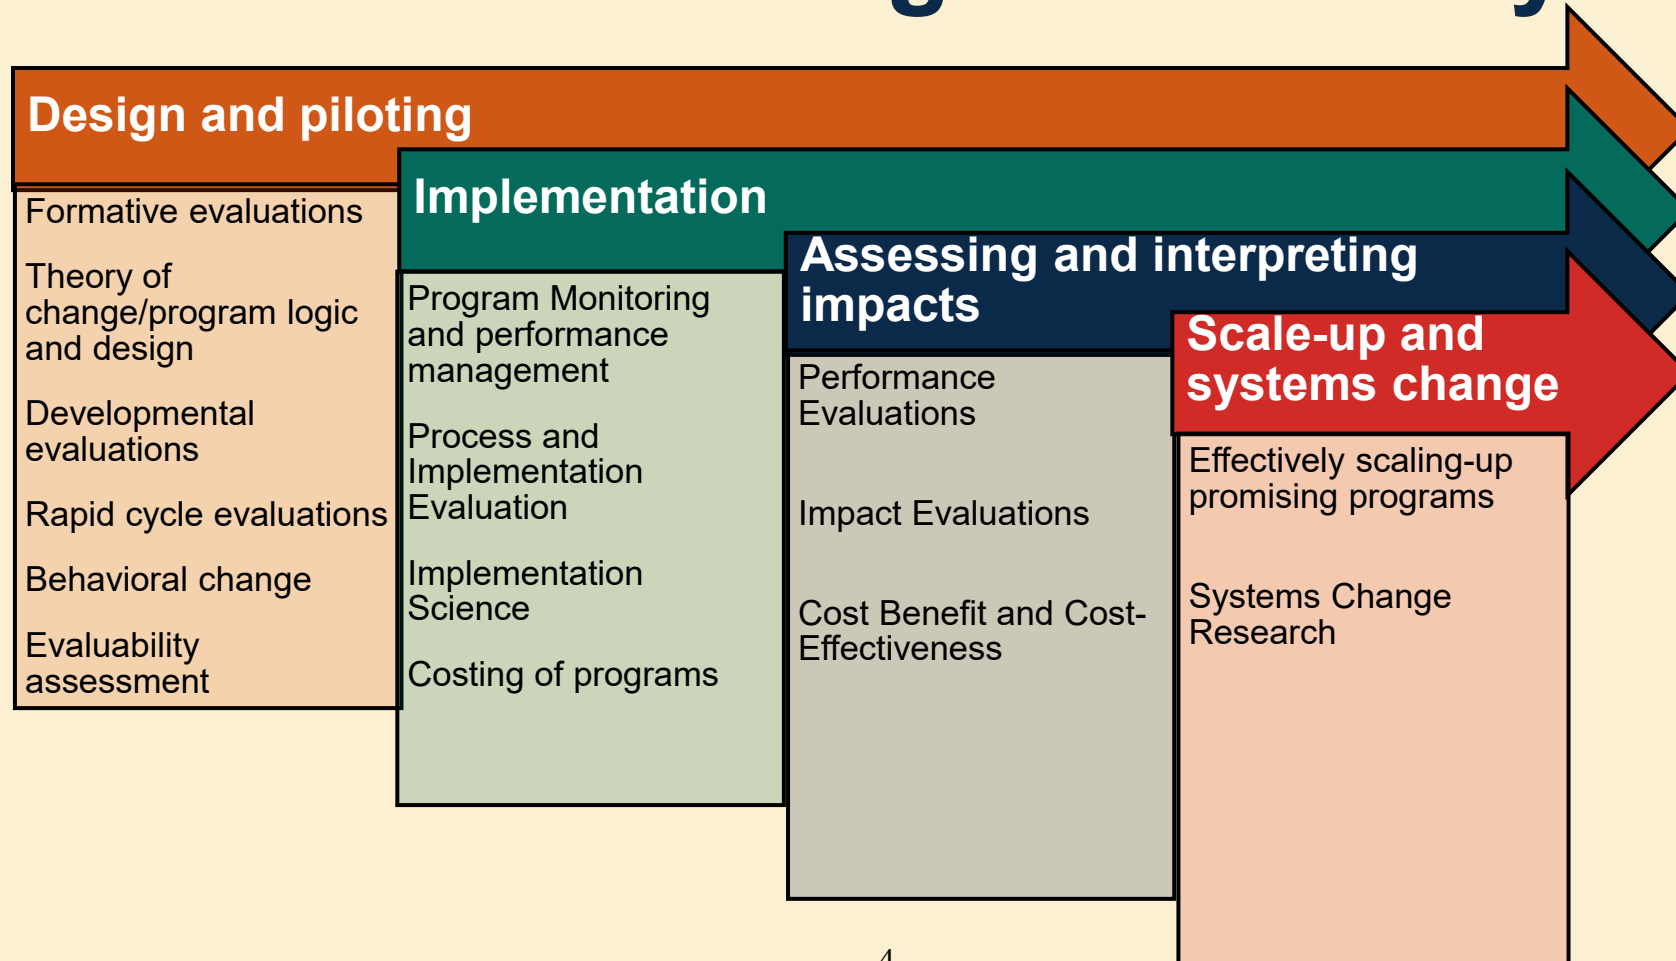 Design and piloting
Formative evaluations
Theory of
change/program logic
and design
Developmental
evaluations
Rapid cycle evaluations
Behavioral change
Evaluability
assessment
Implementation
Program Monitoring
and performance
management
Process and
Implementation
Evaluation
Implementation
Science
Costing of programs
Assessing and interpreting
impacts
Performance
Evaluations
Impact Evaluations
Cost Benefit and Cost-
Effectiveness
Scale-up and
systems change
Effectively scaling-up
promising programs
Systems Change
Research
4